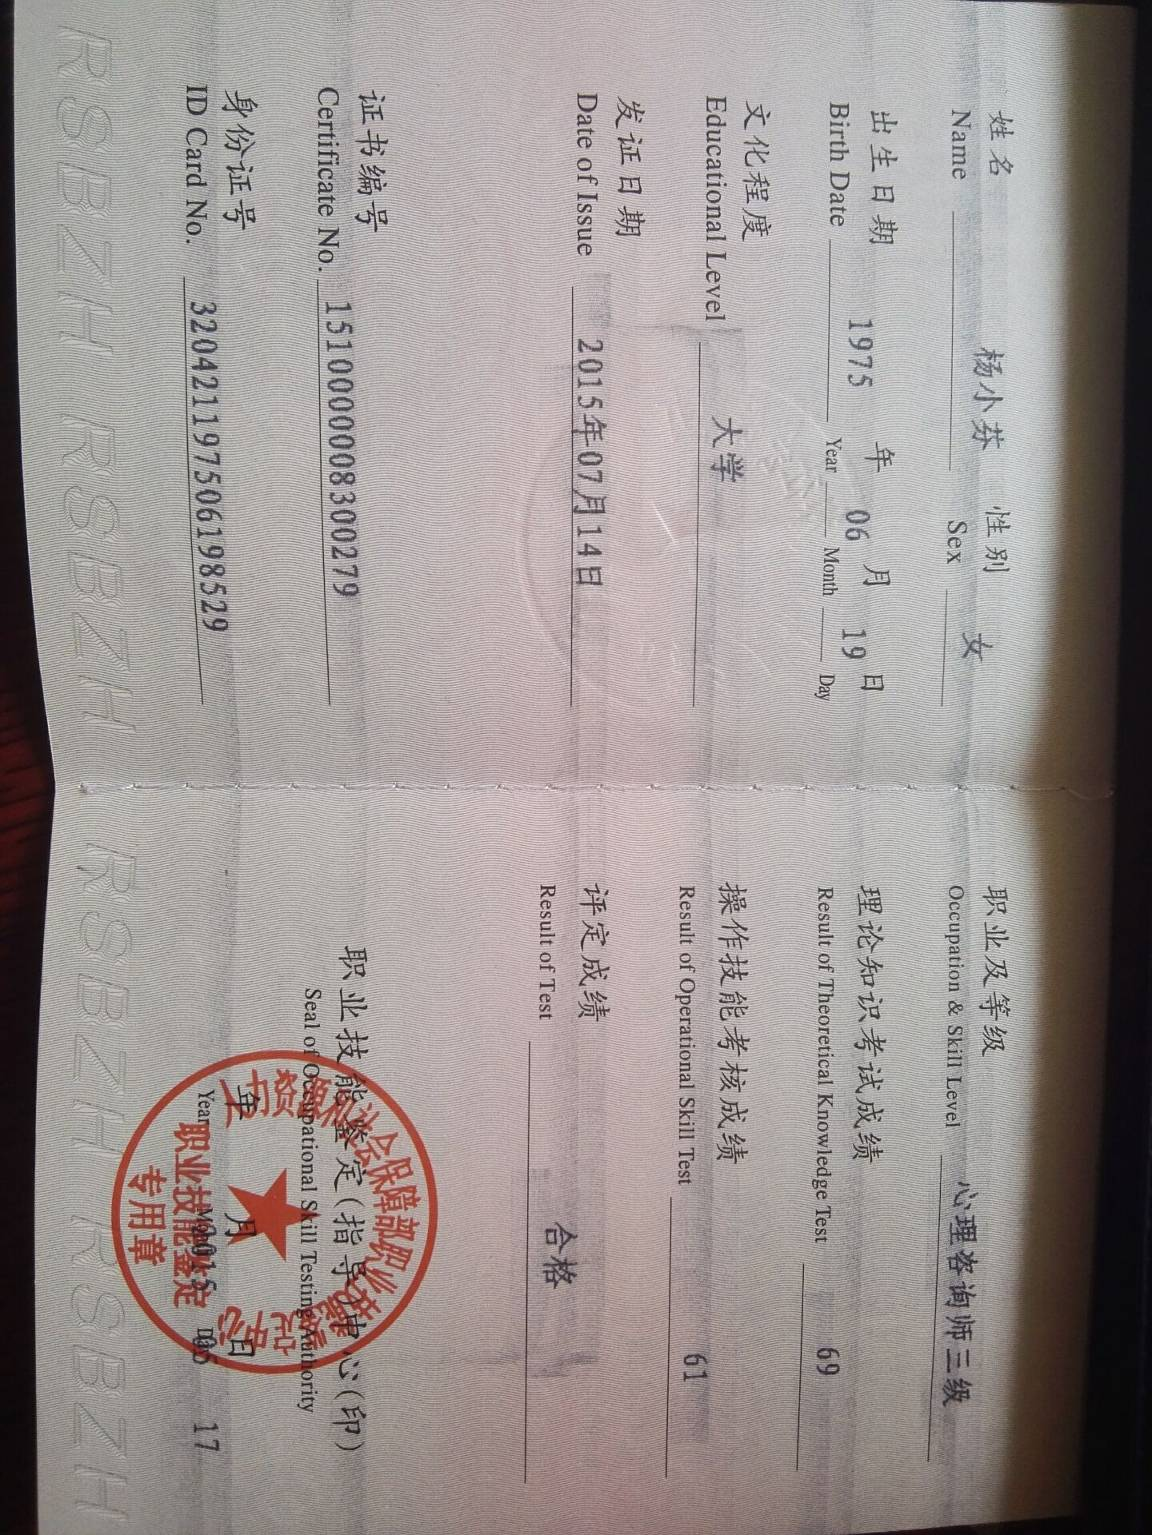 姓名 杨小芬 性别 女
Name Sex
出生日期 1975 年 06 月 19 日
Birth Date Year Month Day
文化程度 大学
Educational Level
发证日期
Date of Issue 2015年07月14日
证书编号
Certificate No. 1510000008300279
身份证号
ID Card No. 320421197506198529
职业及等级
Occupation & Skill Level 心理咨询师三级
理论知识考试成绩
Result of Theoretical Knowledge Test 69
操作技能考核成绩
Result of Operational Skill Test 61
评定成绩
Result of Test 合格
职业技能鉴定(指导)中心(印)
Seal of Occupational Skill Testing Authority
年 月 日
Year 2015 05 17
职业技能鉴定
专用章
RSBZH RSBZH RSBZH RSBZH